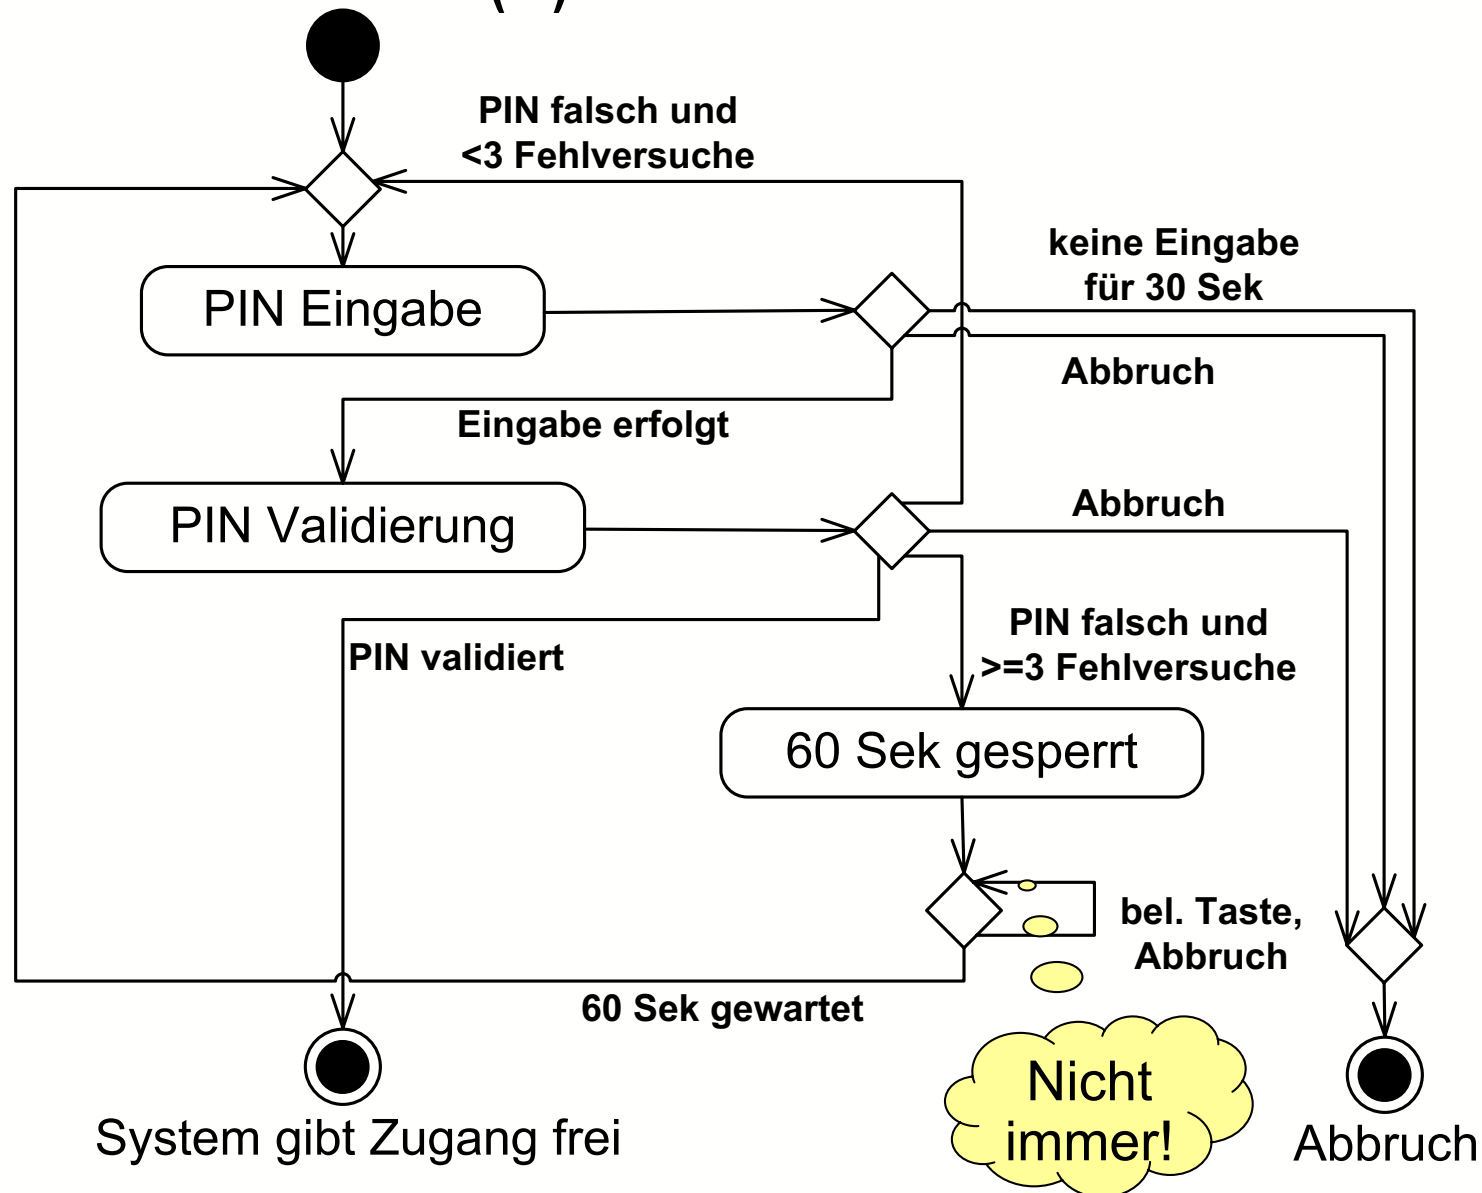 PIN falsch und
<3 Fehlversuche
keine Eingabe
für 30 Sek
PIN Eingabe
Abbruch
Eingabe erfolgt
Abbruch
PIN Validierung
PIN falsch und
>=3 Fehlversuche
PIN validiert
60 Sek gesperrt
bel. Taste,
Abbruch
60 Sek gewartet
Nicht
immer!
System gibt Zugang frei
Abbruch